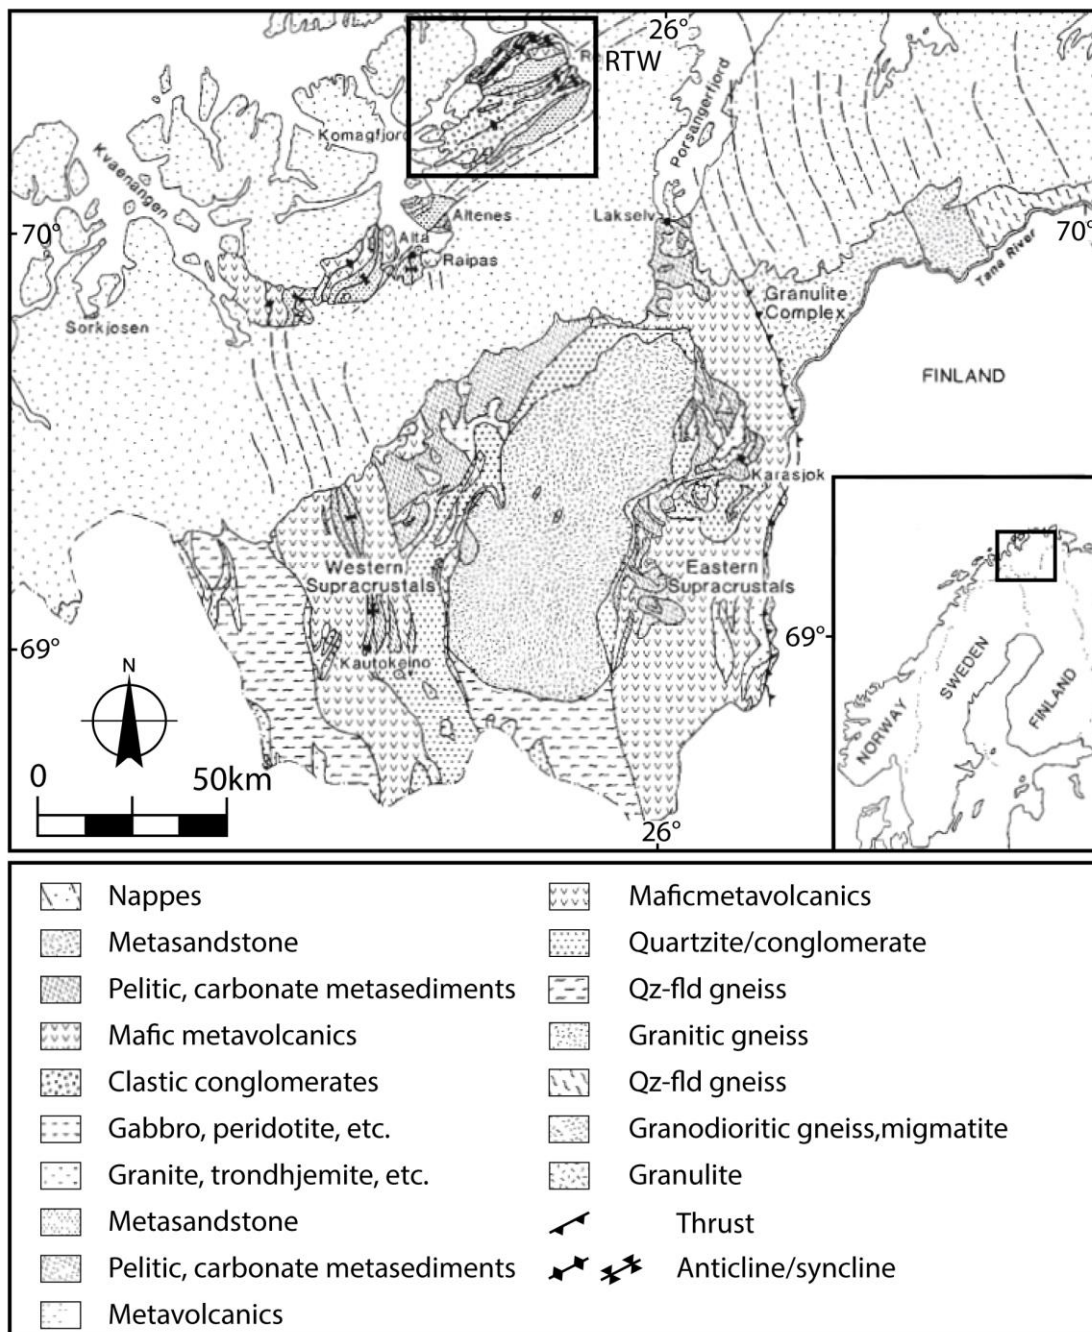 26°
RTW
Komagfjord
Porsangerfjord
Kvaenangen
Altenes
Lakselv
70°
Alta
70°
Raipas
Tana River
Granulite
Complex
Sorkjosen
FINLAND
Karasjok
Western
Supracrustals
Eastern
Supracrustals
69°
69°
Kautokeino
N
0
50km
26°
NORWAY
SWEDEN
FINLAND
Nappes
Metasandstone
Pelitic, carbonate metasediments
Mafic metavolcanics
Clastic conglomerates
Gabbro, peridotite, etc.
Granite, trondhjemite, etc.
Metasandstone
Pelitic, carbonate metasediments
Metavolcanics
Maficmetavolcanics
Quartzite/conglomerate
Qz-fld gneiss
Granitic gneiss
Qz-fld gneiss
Granodioritic gneiss,migmatite
Granulite
Thrust
Anticline/syncline